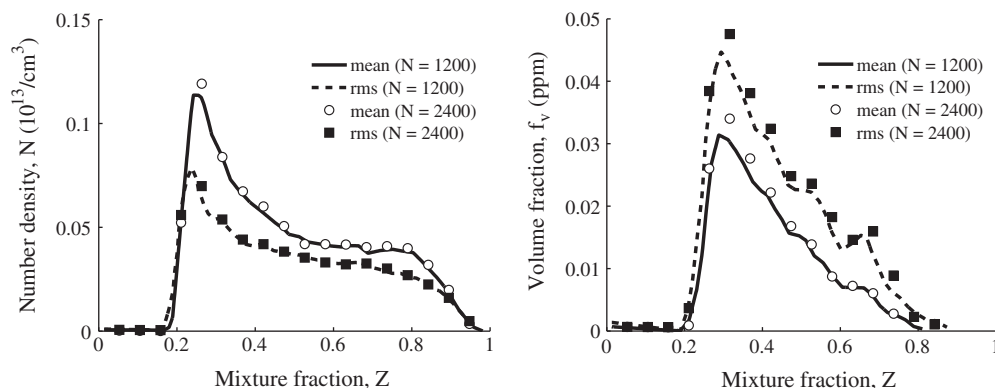 0.15
0.1
0.05
0
0
0.2
0.4
0.6
0.8
1
Number density, N (10^13/cm^3)
Mixture fraction, Z
mean (N = 1200)
rms (N = 1200)
mean (N = 2400)
rms (N = 2400)
0.05
0.04
0.03
0.02
0.01
0
0
0.2
0.4
0.6
0.8
1
Volume fraction, f_v (ppm)
Mixture fraction, Z
mean (N = 1200)
rms (N = 1200)
mean (N = 2400)
rms (N = 2400)